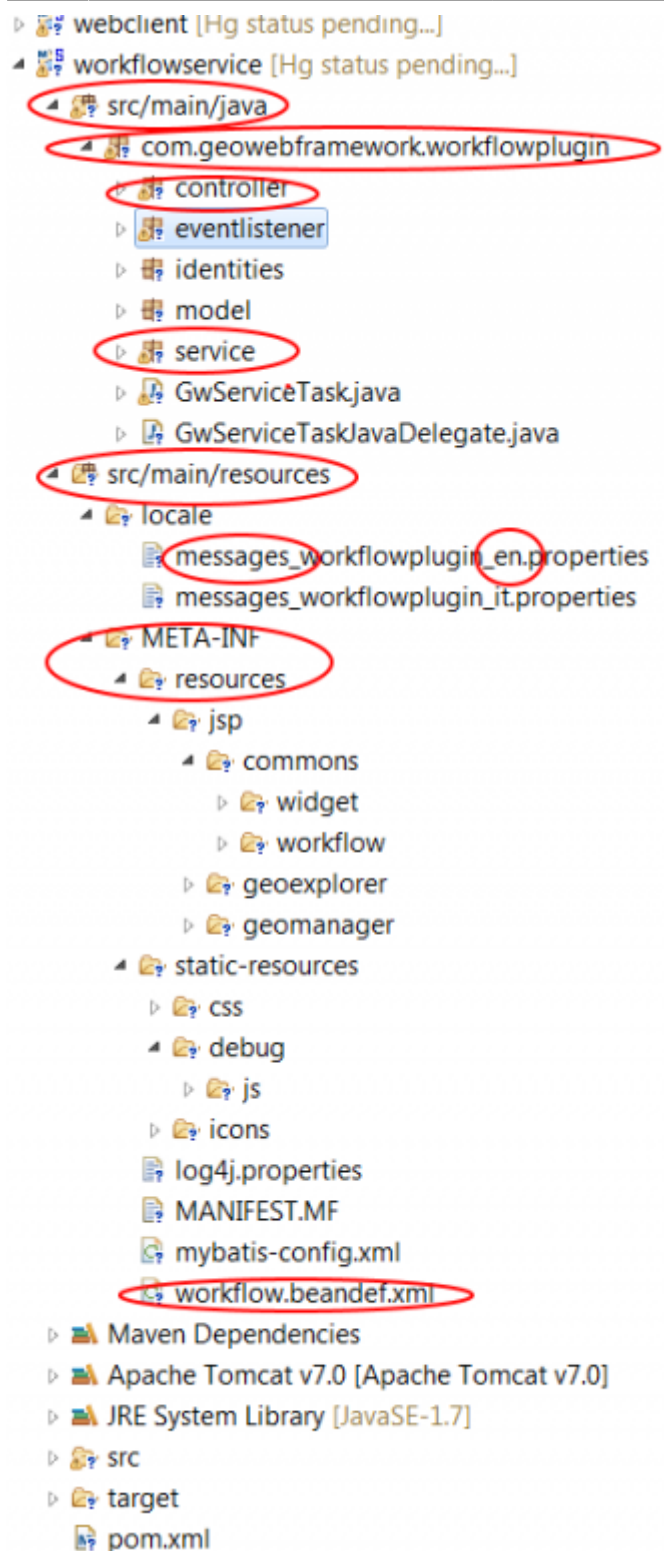 webclient [Hg status pending...]
workflowservice [Hg status pending...]
src/main/java
com.geowebframework.workflowplugin
controller
eventlistener
identities
model
service
GwServiceTask.java
GwServiceTaskJavaDelegate.java
src/main/resources
locale
messages_workflowplugin_en.properties
messages_workflowplugin_it.properties
META-INF
resources
jsp
commons
widget
workflow
geoexplorer
geomanager
static-resources
css
debug
js
icons
log4j.properties
MANIFEST.MF
mybatis-config.xml
workflow.beandef.xml
Maven Dependencies
Apache Tomcat v7.0 [Apache Tomcat v7.0]
JRE System Library [JavaSE-1.7]
src
target
pom.xml